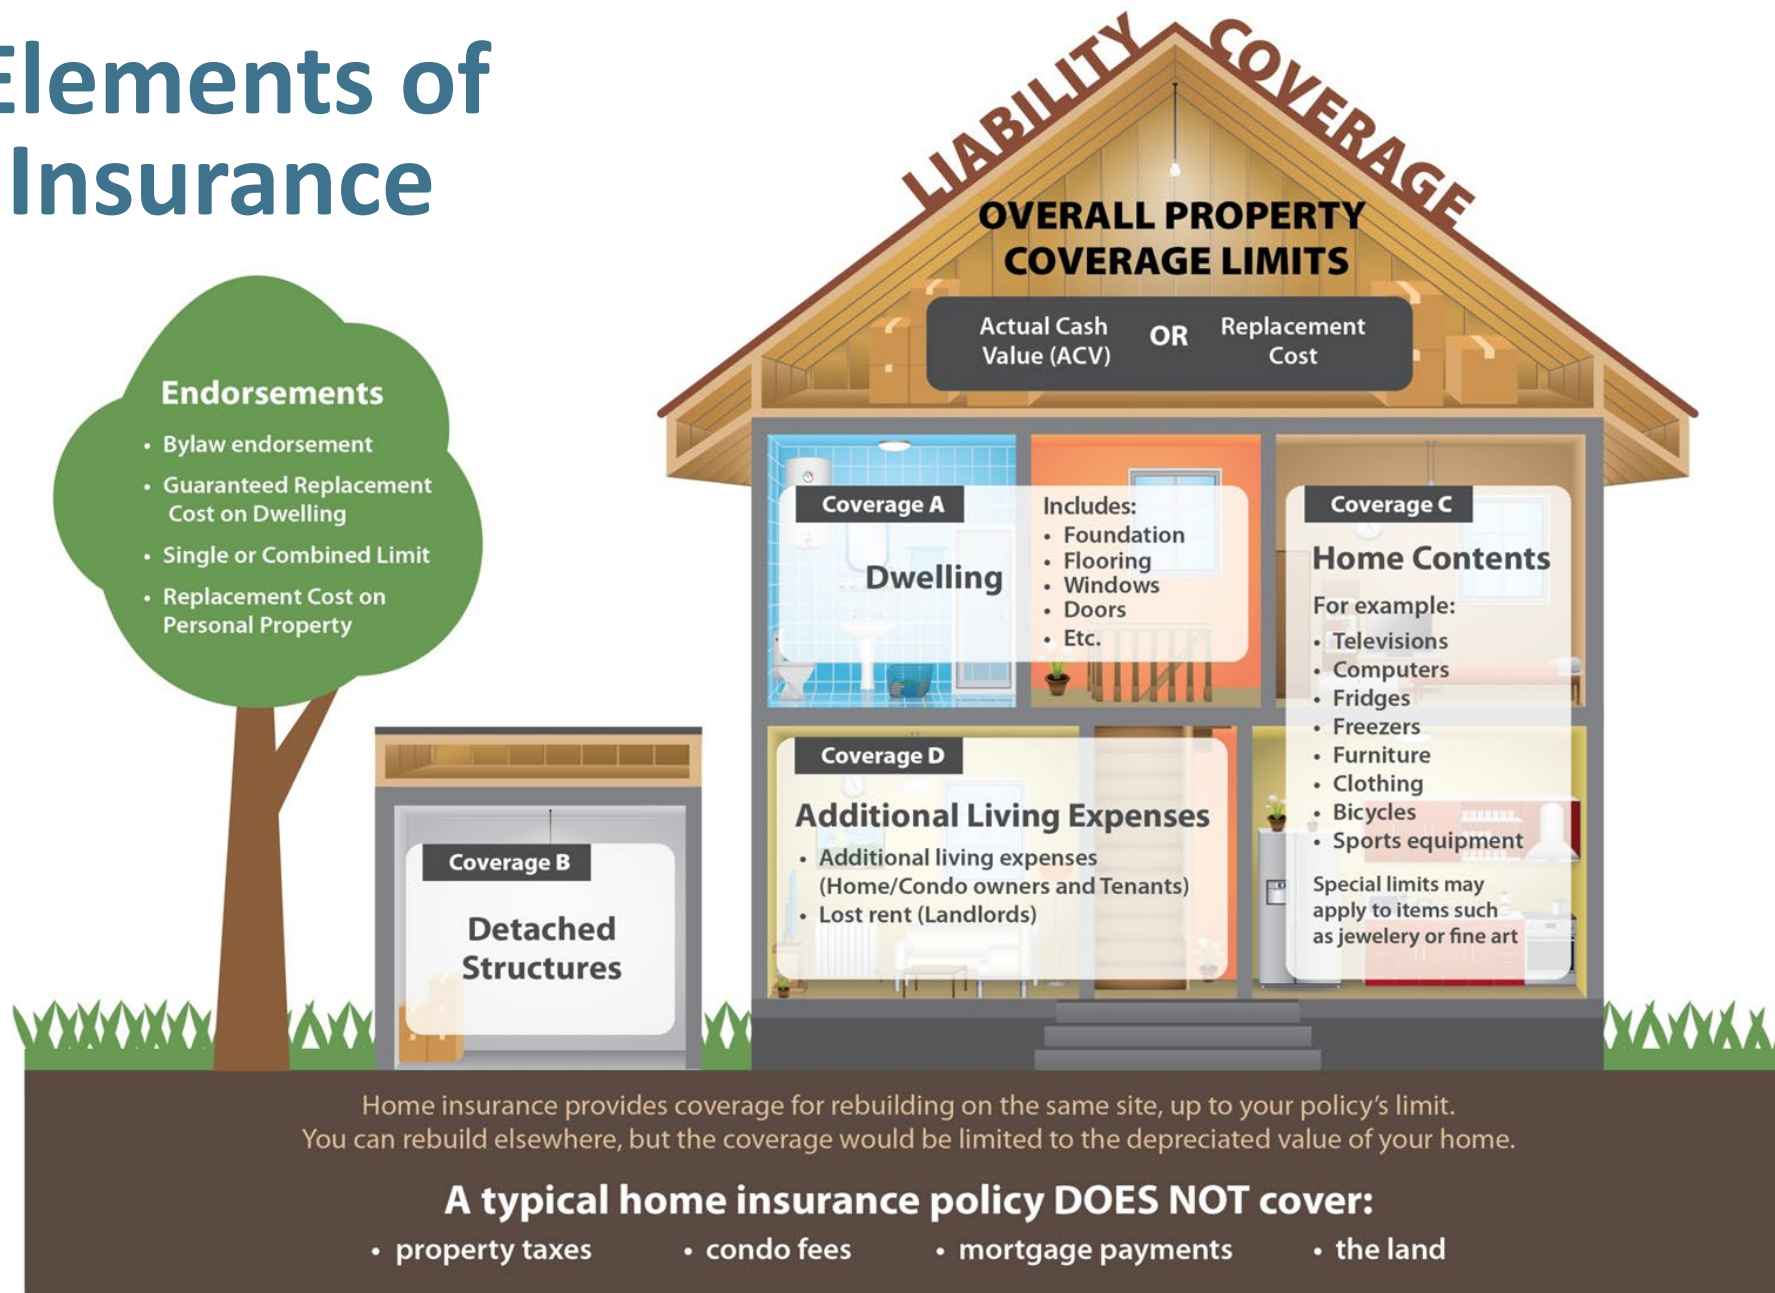 Elements of
Insurance
LIABILITY COVERAGE
OVERALL PROPERTY
COVERAGE LIMITS
Actual Cash
Value (ACV)
OR
Replacement
Cost
Endorsements
• Bylaw endorsement
• Guaranteed Replacement
Cost on Dwelling
• Single or Combined Limit
• Replacement Cost on
Personal Property
Coverage A
Dwelling
Includes:
• Foundation
• Flooring
• Windows
• Doors
• Etc.
Coverage C
Home Contents
For example:
• Televisions
• Computers
• Fridges
• Freezers
• Furniture
• Clothing
• Bicycles
• Sports equipment
Special limits may
apply to items such
as jewelery or fine art
Coverage D
Additional Living Expenses
• Additional living expenses
(Home/Condo owners and Tenants)
• Lost rent (Landlords)
Coverage B
Detached
Structures
Home insurance provides coverage for rebuilding on the same site, up to your policy's limit.
You can rebuild elsewhere, but the coverage would be limited to the depreciated value of your home.
A typical home insurance policy DOES NOT cover:
• property taxes • condo fees • mortgage payments • the land